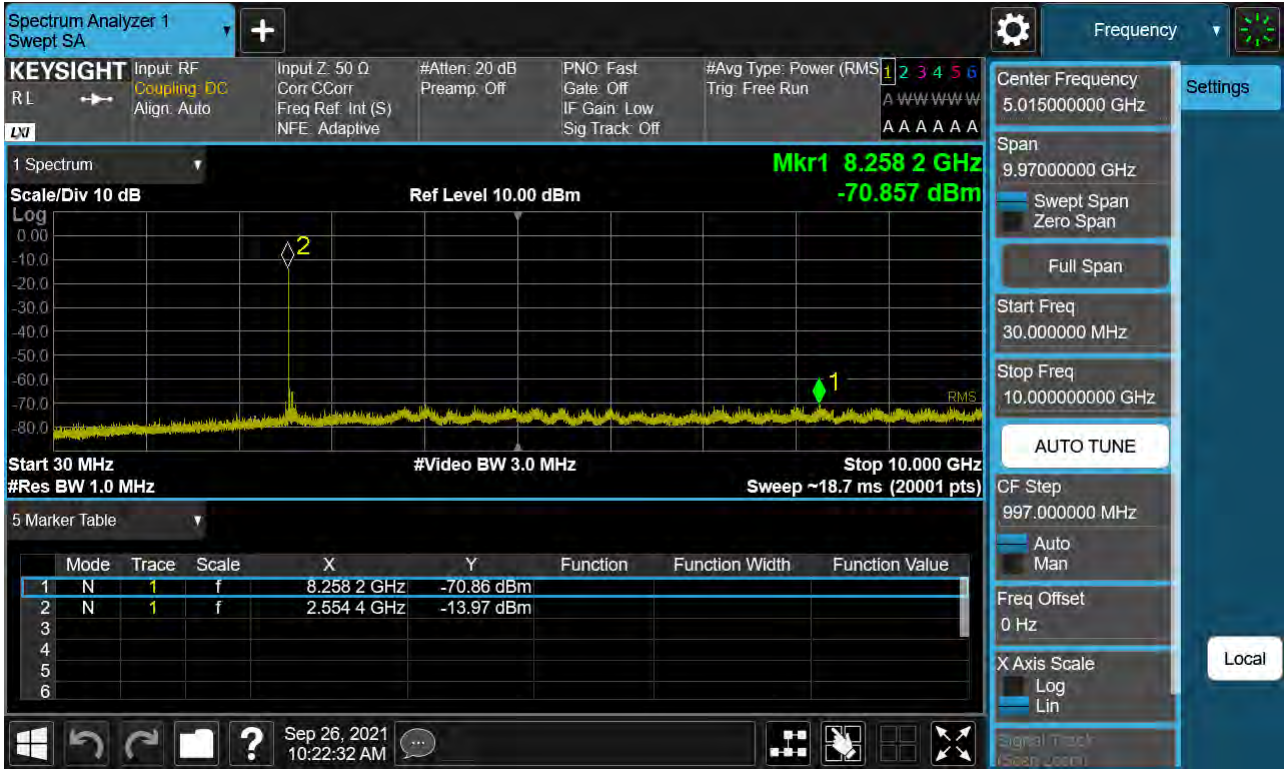 Spectrum Analyzer 1
Swept SA
Frequency
KEYSIGHT
R L
LXI
Input: RF
Coupling: DC
Align: Auto
Input Z: 50 Ω
Corr CCorr
Freq Ref: Int (S)
NFE: Adaptive
#Atten: 20 dB
Preamp: Off
PNO: Fast
Gate: Off
IF Gain: Low
Sig Track: Off
#Avg Type: Power (RMS
Trig: Free Run
1 2 3 4 5 6
A W W W W W
A A A A A A
1 Spectrum
Mkr1 8.258 2 GHz
Scale/Div 10 dB
Ref Level 10.00 dBm
-70.857 dBm
Log
0.00
-10.0
-20.0
-30.0
-40.0
-50.0
-60.0
-70.0
-80.0
2
1
RMS
Start 30 MHz
#Video BW 3.0 MHz
Stop 10.000 GHz
#Res BW 1.0 MHz
Sweep ~18.7 ms (20001 pts)
5 Marker Table
Mode Trace Scale X Y Function Function Width Function Value
1 N 1 f 8.258 2 GHz -70.86 dBm
2 N 1 f 2.554 4 GHz -13.97 dBm
3
4
5
6
Sep 26, 2021
10:22:32 AM
Center Frequency
5.015000000 GHz
Span
9.97000000 GHz
Swept Span
Zero Span
Full Span
Start Freq
30.000000 MHz
Stop Freq
10.000000000 GHz
AUTO TUNE
CF Step
997.000000 MHz
Auto
Man
Freq Offset
0 Hz
X Axis Scale
Log
Lin
Signal Track
(Span Zoom)
Settings
Local